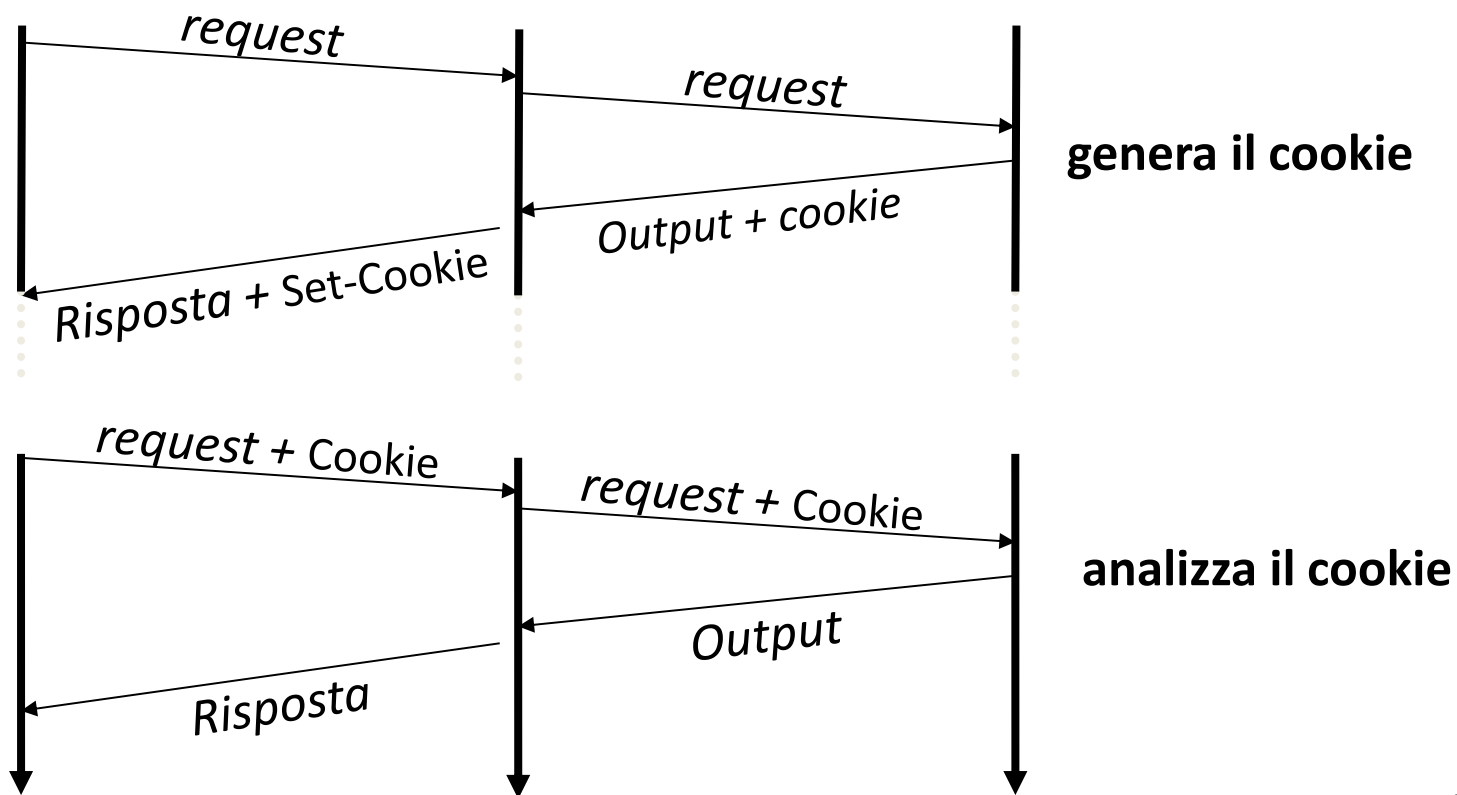 request
request
genera il cookie
Output + cookie
Risposta + Set-Cookie
request + Cookie
request + Cookie
analizza il cookie
Output
Risposta